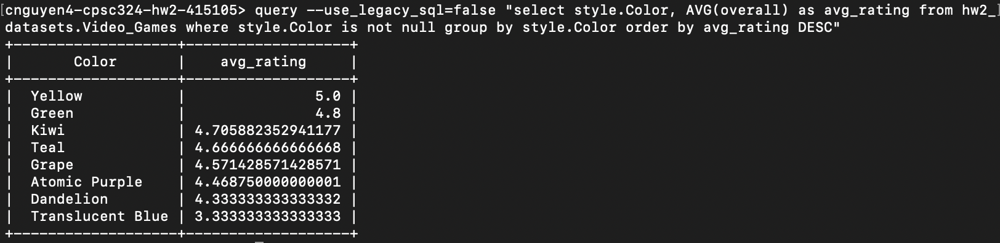 [cnguyen4-cpsc324-hw2-415105> query --use_legacy_sql=false "select style.Color, AVG(overall) as avg_rating from hw2_]
datasets.Video_Games where style.Color is not null group by style.Color order by avg_rating DESC"
+------------------+------------------+
|      Color       |    avg_rating    |
+------------------+------------------+
| Yellow           |              5.0 |
| Green            |              4.8 |
| Kiwi             | 4.705882352941177 |
| Teal             | 4.666666666666668 |
| Grape            | 4.571428571428571 |
| Atomic Purple    | 4.468750000000001 |
| Dandelion        | 4.333333333333332 |
| Translucent Blue | 3.333333333333333 |
+------------------+------------------+